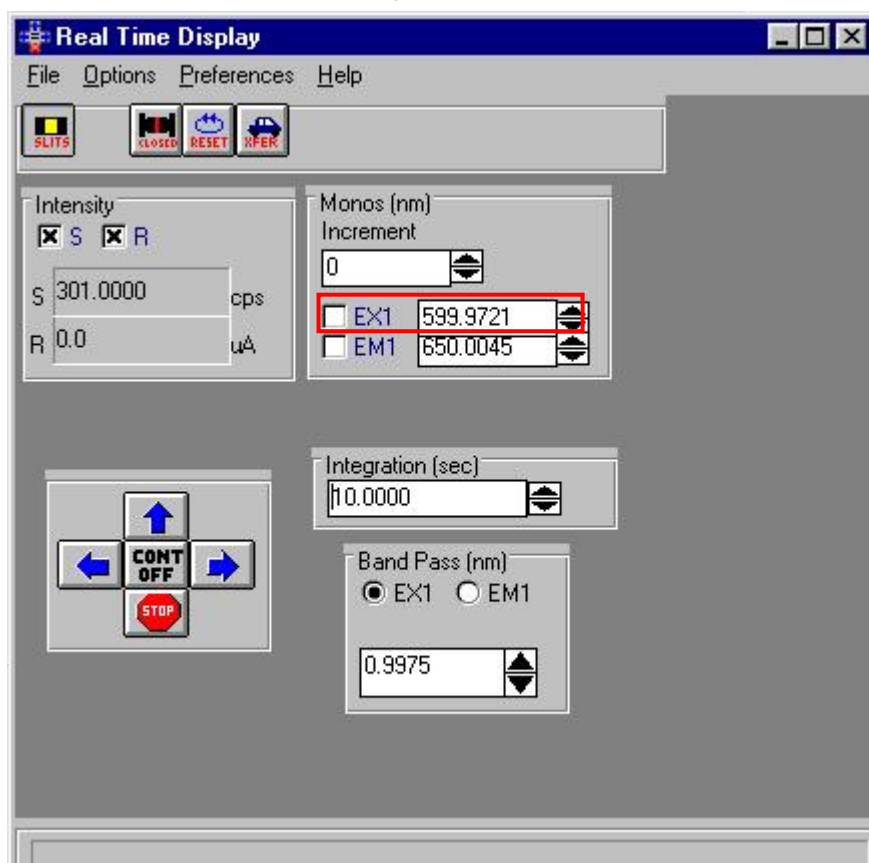 Real Time Display
File Options Preferences Help
SLITS CLOSED RESET XFER
Intensity
S R
S 301.0000 cps
R 0.0 uA
Monos (nm)
Increment
0
EX1 599.9721
EM1 650.0045
Integration (sec)
10.0000
CONT
OFF
STOP
Band Pass (nm)
EX1 EM1
0.9975